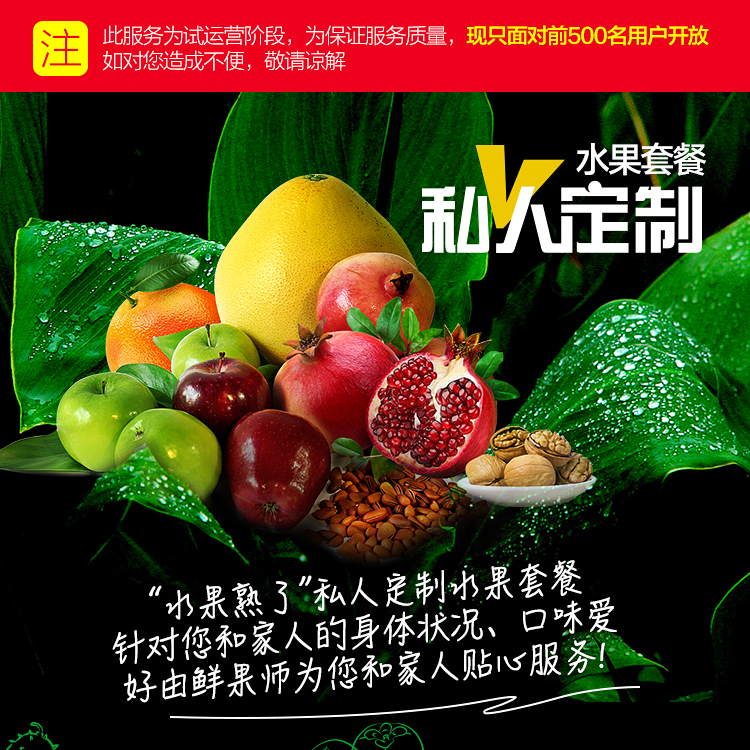 注
此服务为试运营阶段，为保证服务质量，现只面对前500名用户开放
如对您造成不便，敬请谅解
水果套餐
私人定制
“水果熟了”私人定制水果套餐
针对您和家人的身体状况、口味爱
好由鲜果师为您和家人贴心服务!